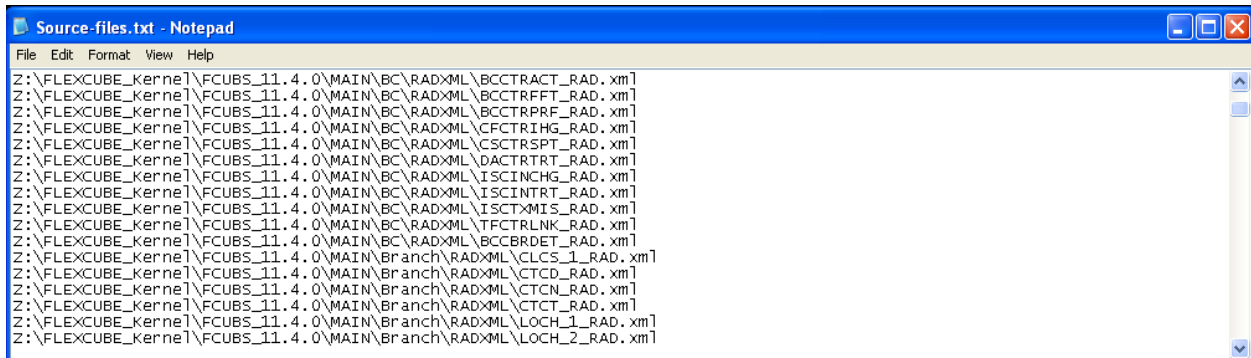 Source-files.txt - Notepad
File Edit Format View Help
Z:\FLEXCUBE_Kernel\FCUBS_11.4.0\MAIN\BC\RADXML\BCCTRACT_RAD.xml
Z:\FLEXCUBE_Kernel\FCUBS_11.4.0\MAIN\BC\RADXML\BCCTRFFT_RAD.xml
Z:\FLEXCUBE_Kernel\FCUBS_11.4.0\MAIN\BC\RADXML\BCCTRPRF_RAD.xml
Z:\FLEXCUBE_Kernel\FCUBS_11.4.0\MAIN\BC\RADXML\CFCTRIHG_RAD.xml
Z:\FLEXCUBE_Kernel\FCUBS_11.4.0\MAIN\BC\RADXML\CSCTRSPT_RAD.xml
Z:\FLEXCUBE_Kernel\FCUBS_11.4.0\MAIN\BC\RADXML\DACTRTRT_RAD.xml
Z:\FLEXCUBE_Kernel\FCUBS_11.4.0\MAIN\BC\RADXML\ISCINCHG_RAD.xml
Z:\FLEXCUBE_Kernel\FCUBS_11.4.0\MAIN\BC\RADXML\ISCINTRT_RAD.xml
Z:\FLEXCUBE_Kernel\FCUBS_11.4.0\MAIN\BC\RADXML\ISCTXMIS_RAD.xml
Z:\FLEXCUBE_Kernel\FCUBS_11.4.0\MAIN\BC\RADXML\TFCTRLNK_RAD.xml
Z:\FLEXCUBE_Kernel\FCUBS_11.4.0\MAIN\BC\RADXML\BCCBRDET_RAD.xml
Z:\FLEXCUBE_Kernel\FCUBS_11.4.0\MAIN\Branch\RADXML\CLCS_1_RAD.xml
Z:\FLEXCUBE_Kernel\FCUBS_11.4.0\MAIN\Branch\RADXML\CTCD_RAD.xml
Z:\FLEXCUBE_Kernel\FCUBS_11.4.0\MAIN\Branch\RADXML\CTCN_RAD.xml
Z:\FLEXCUBE_Kernel\FCUBS_11.4.0\MAIN\Branch\RADXML\CTCT_RAD.xml
Z:\FLEXCUBE_Kernel\FCUBS_11.4.0\MAIN\Branch\RADXML\LOCH_1_RAD.xml
Z:\FLEXCUBE_Kernel\FCUBS_11.4.0\MAIN\Branch\RADXML\LOCH_2_RAD.xml